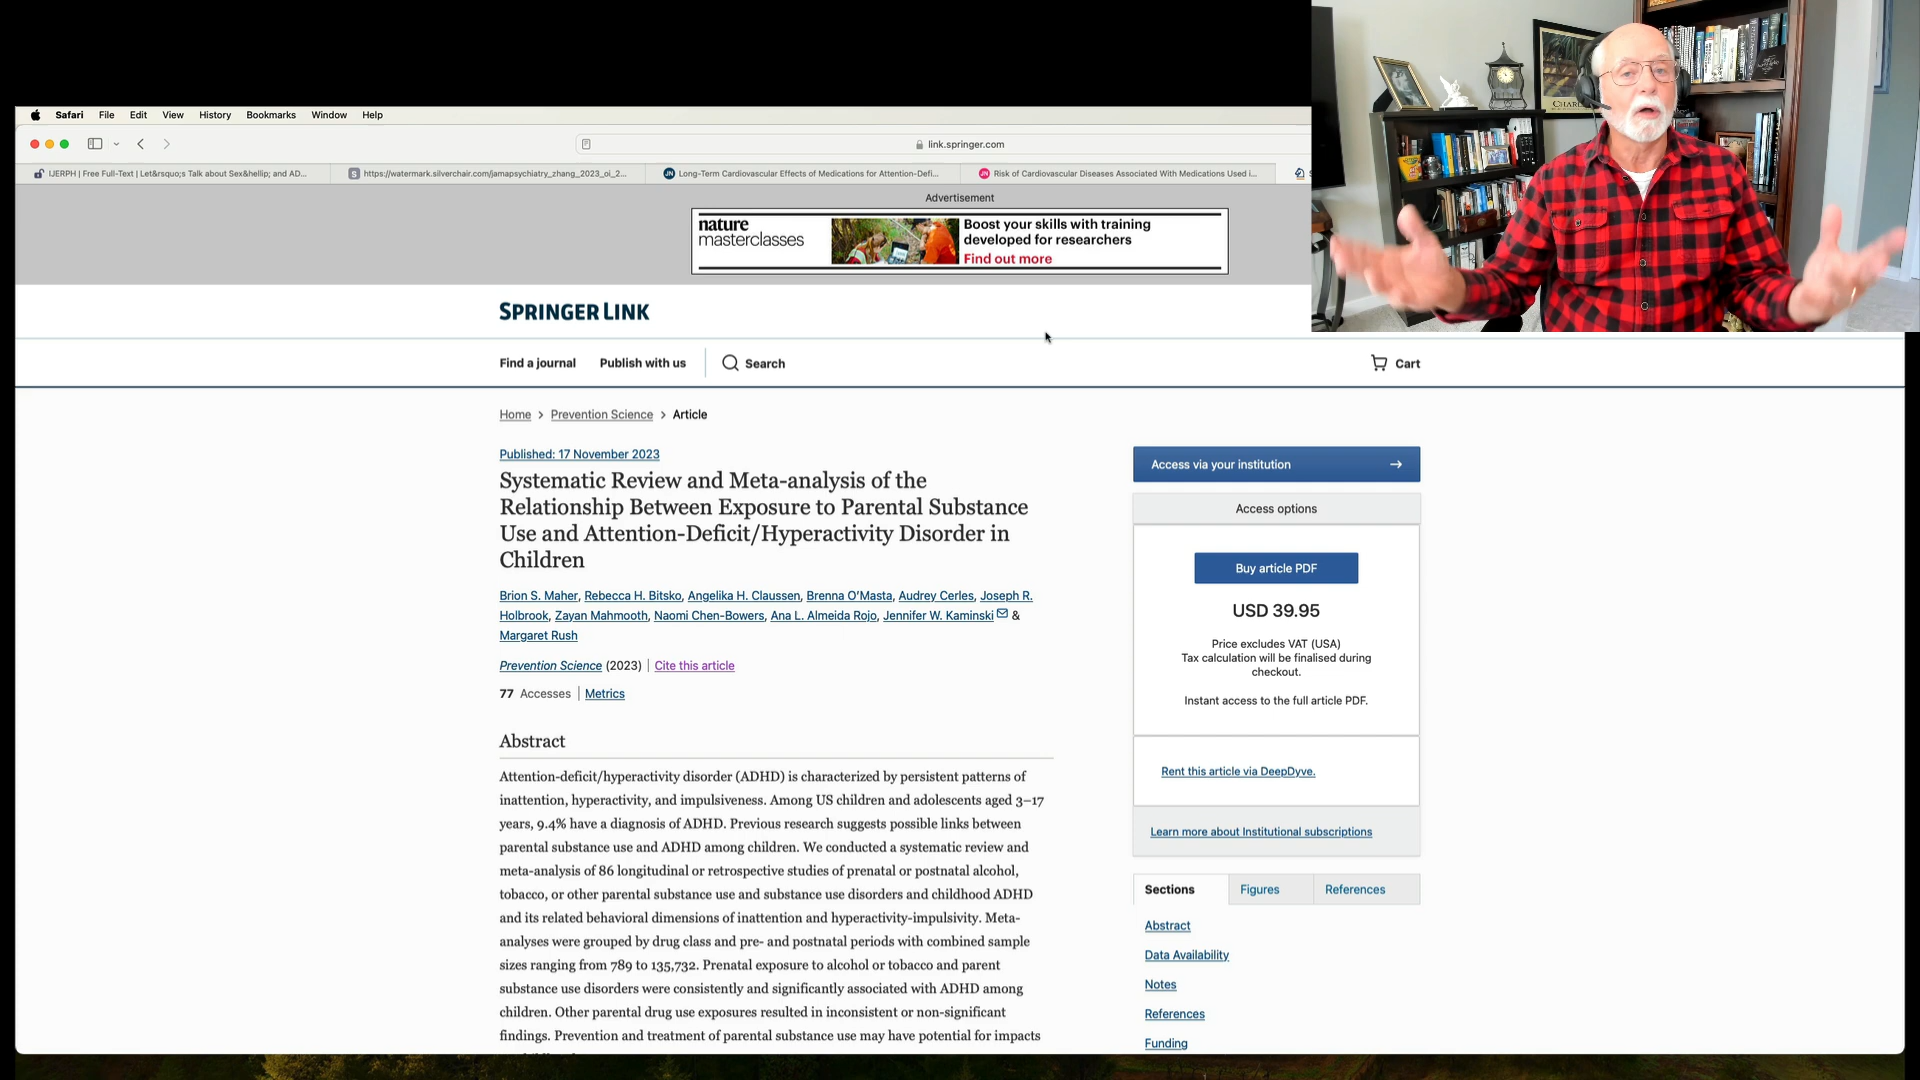 Safari File Edit View History Bookmarks Window Help
link.springer.com
IJERPH | Free Full-Text | Let&rsquo;s Talk about Sex&hellip; and AD...
S https://watermark.silverchair.com/jamapsychiatry_zhang_2023_oi_2...
JN Long-Term Cardiovascular Effects of Medications for Attention-Defi...
JN Risk of Cardiovascular Diseases Associated With Medications Used i...
Advertisement
nature
masterclasses
Boost your skills with training
developed for researchers
Find out more
SPRINGER LINK
Find a journal Publish with us Search
Cart
Home > Prevention Science > Article
Published: 17 November 2023
Systematic Review and Meta-analysis of the
Relationship Between Exposure to Parental Substance
Use and Attention-Deficit/Hyperactivity Disorder in
Children
Brion S. Maher, Rebecca H. Bitsko, Angelika H. Claussen, Brenna O'Masta, Audrey Cerles, Joseph R.
Holbrook, Zayan Mahmooth, Naomi Chen-Bowers, Ana L. Almeida Rojo, Jennifer W. Kaminski &
Margaret Rush
Prevention Science (2023) | Cite this article
77 Accesses | Metrics
Abstract
Attention-deficit/hyperactivity disorder (ADHD) is characterized by persistent patterns of
inattention, hyperactivity, and impulsiveness. Among US children and adolescents aged 3–17
years, 9.4% have a diagnosis of ADHD. Previous research suggests possible links between
parental substance use and ADHD among children. We conducted a systematic review and
meta-analysis of 86 longitudinal or retrospective studies of prenatal or postnatal alcohol,
tobacco, or other parental substance use and substance use disorders and childhood ADHD
and its related behavioral dimensions of inattention and hyperactivity-impulsivity. Meta-
analyses were grouped by drug class and pre- and postnatal periods with combined sample
sizes ranging from 789 to 135,732. Prenatal exposure to alcohol or tobacco and parent
substance use disorders were consistently and significantly associated with ADHD among
children. Other parental drug use exposures resulted in inconsistent or non-significant
findings. Prevention and treatment of parental substance use may have potential for impacts
Access via your institution
Access options
Buy article PDF
USD 39.95
Price excludes VAT (USA)
Tax calculation will be finalised during
checkout.
Instant access to the full article PDF.
Rent this article via DeepDyve.
Learn more about Institutional subscriptions
Sections Figures References
Abstract
Data Availability
Notes
References
Funding